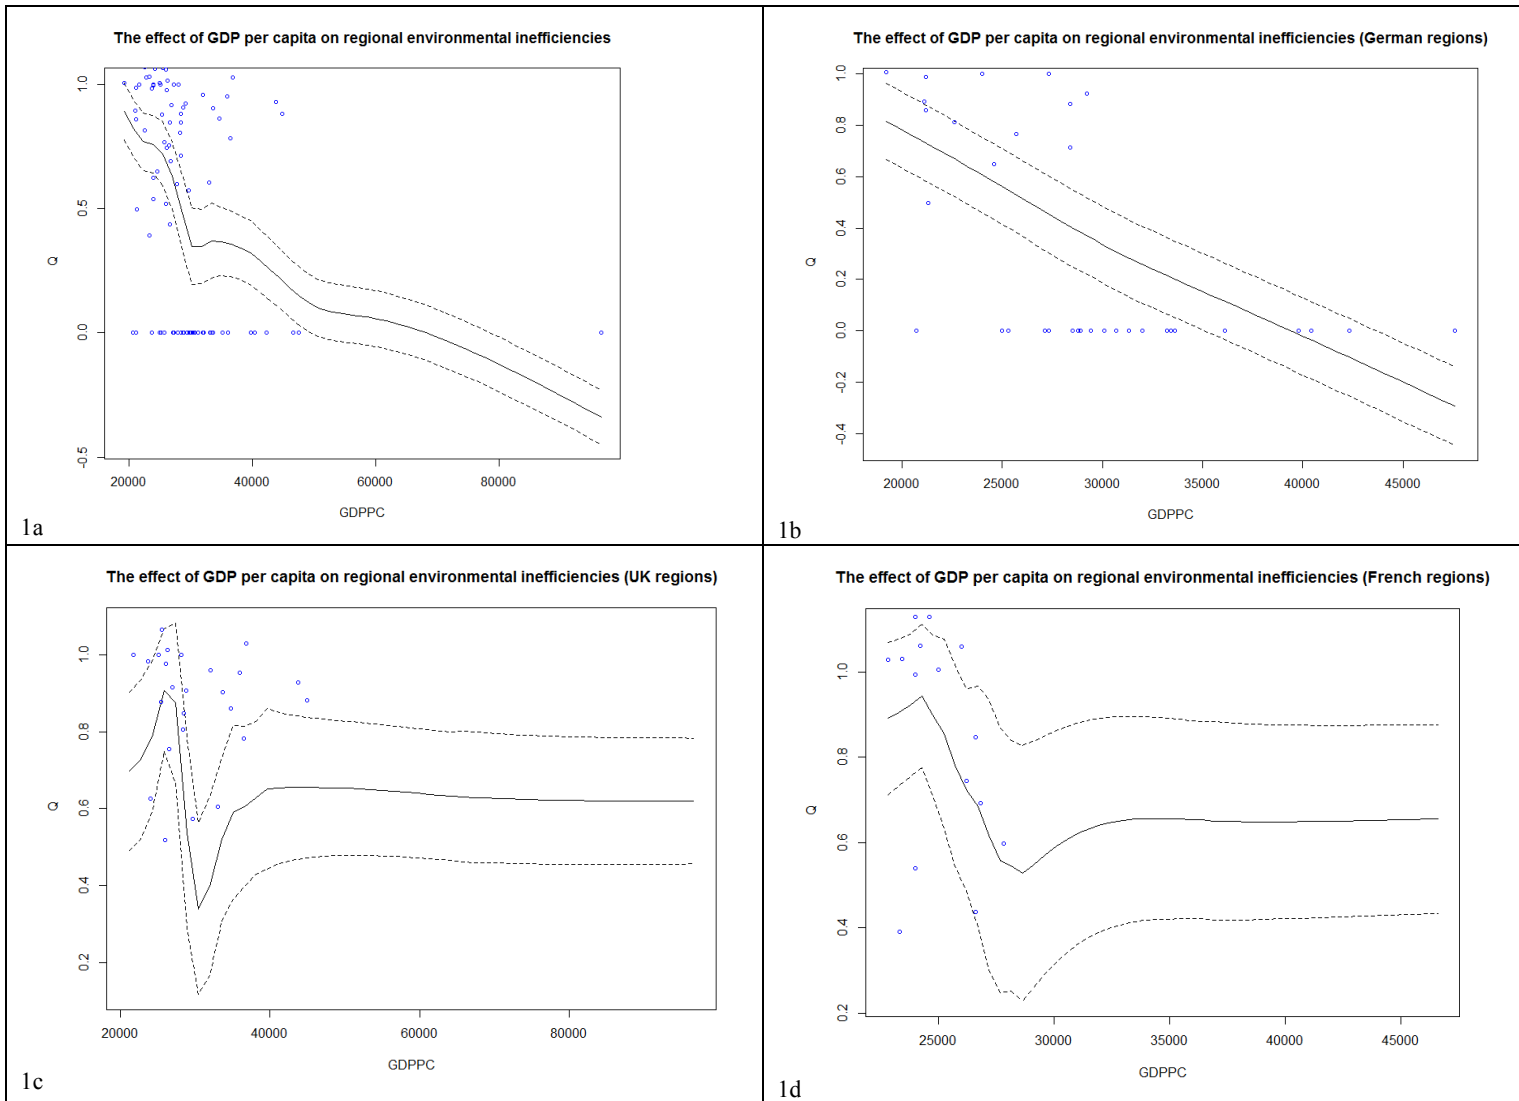 The effect of GDP per capita on regional environmental inefficiencies
1.0
0.5
0.0
-0.5
Q
20000 40000 60000 80000
GDPPC
1a
The effect of GDP per capita on regional environmental inefficiencies (German regions)
1.0
0.8
0.6
0.4
0.2
0.0
-0.2
-0.4
Q
20000 25000 30000 35000 40000 45000
GDPPC
1b
The effect of GDP per capita on regional environmental inefficiencies (UK regions)
1.0
0.8
0.6
0.4
0.2
Q
20000 40000 60000 80000
GDPPC
1c
The effect of GDP per capita on regional environmental inefficiencies (French regions)
1.0
0.8
0.6
0.4
0.2
Q
25000 30000 35000 40000 45000
GDPPC
1d